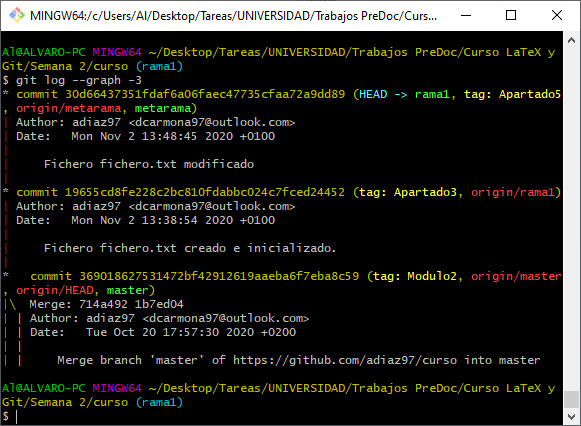 MINGW64:/c/Users/Al/Desktop/Tareas/UNIVERSIDAD/Trabajos PreDoc/Curs...
Al@ALVARO-PC MINGW64 ~/Desktop/Tareas/UNIVERSIDAD/Trabajos PreDoc/Curso LaTeX y
Git/Semana 2/curso (rama1)
$ git log --graph -3
* commit 30d66437351fdaf6a06faec47735cfaa72a9dd89 (HEAD -> rama1, tag: Apartado5
, origin/metarama, metarama)
| Author: adiaz97 <dcarmona97@outlook.com>
| Date:   Mon Nov 2 13:48:45 2020 +0100
|
|     Fichero fichero.txt modificado
|
* commit 19655cd8fe228c2bc810fdabbc024c7fced24452 (tag: Apartado3, origin/rama1)
| Author: adiaz97 <dcarmona97@outlook.com>
| Date:   Mon Nov 2 13:38:54 2020 +0100
|
|     Fichero fichero.txt creado e inicializado.
|
*   commit 369018627531472bf42912619aaeba6f7eba8c59 (tag: Modulo2, origin/master
, origin/HEAD, master)
|\  Merge: 714a492 1b7ed04
| | Author: adiaz97 <dcarmona97@outlook.com>
| | Date:   Tue Oct 20 17:57:30 2020 +0200
| |
| |     Merge branch 'master' of https://github.com/adiaz97/curso into master
Al@ALVARO-PC MINGW64 ~/Desktop/Tareas/UNIVERSIDAD/Trabajos PreDoc/Curso LaTeX y
Git/Semana 2/curso (rama1)
$